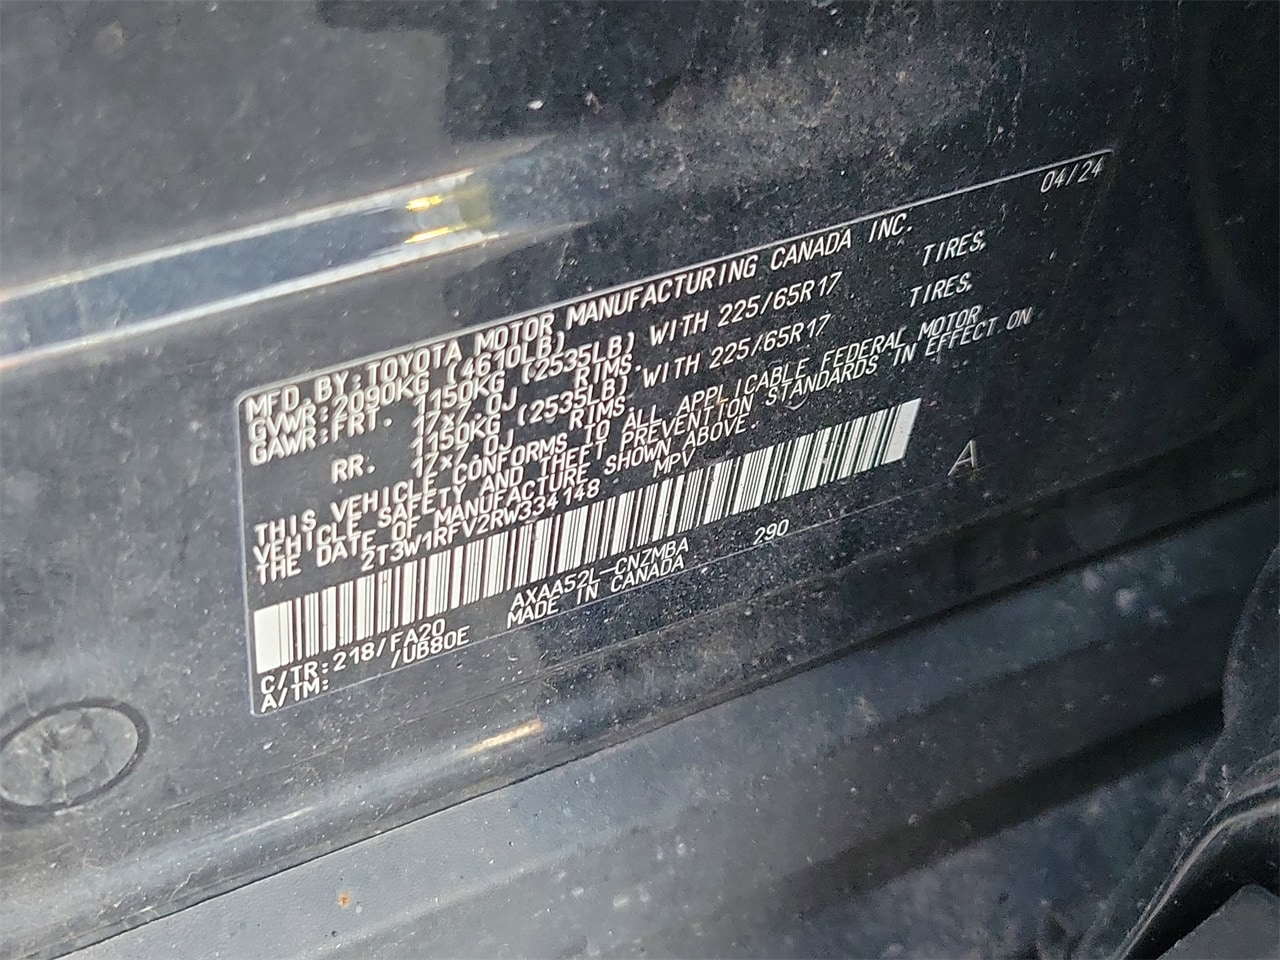 04/24
MFD. BY: TOYOTA MOTOR MANUFACTURING CANADA INC.
GVWR: 2090KG (4610LB)
GAWR: FRT. 1150KG (2535LB) WITH 225/65R17 TIRES,
17x7.0J RIMS.
RR. 1150KG (2535LB) WITH 225/65R17 TIRES,
17x7.0J RIMS.
THIS VEHICLE CONFORMS TO ALL APPLICABLE FEDERAL MOTOR
VEHICLE SAFETY AND THEFT PREVENTION STANDARDS IN EFFECT ON
THE DATE OF MANUFACTURE SHOWN ABOVE.
2T3W1RFV2RW334148 MPV
A
C/TR: 218/FA20 AXAA52L-CNZMBA 290
A/TM: /UB80E MADE IN CANADA